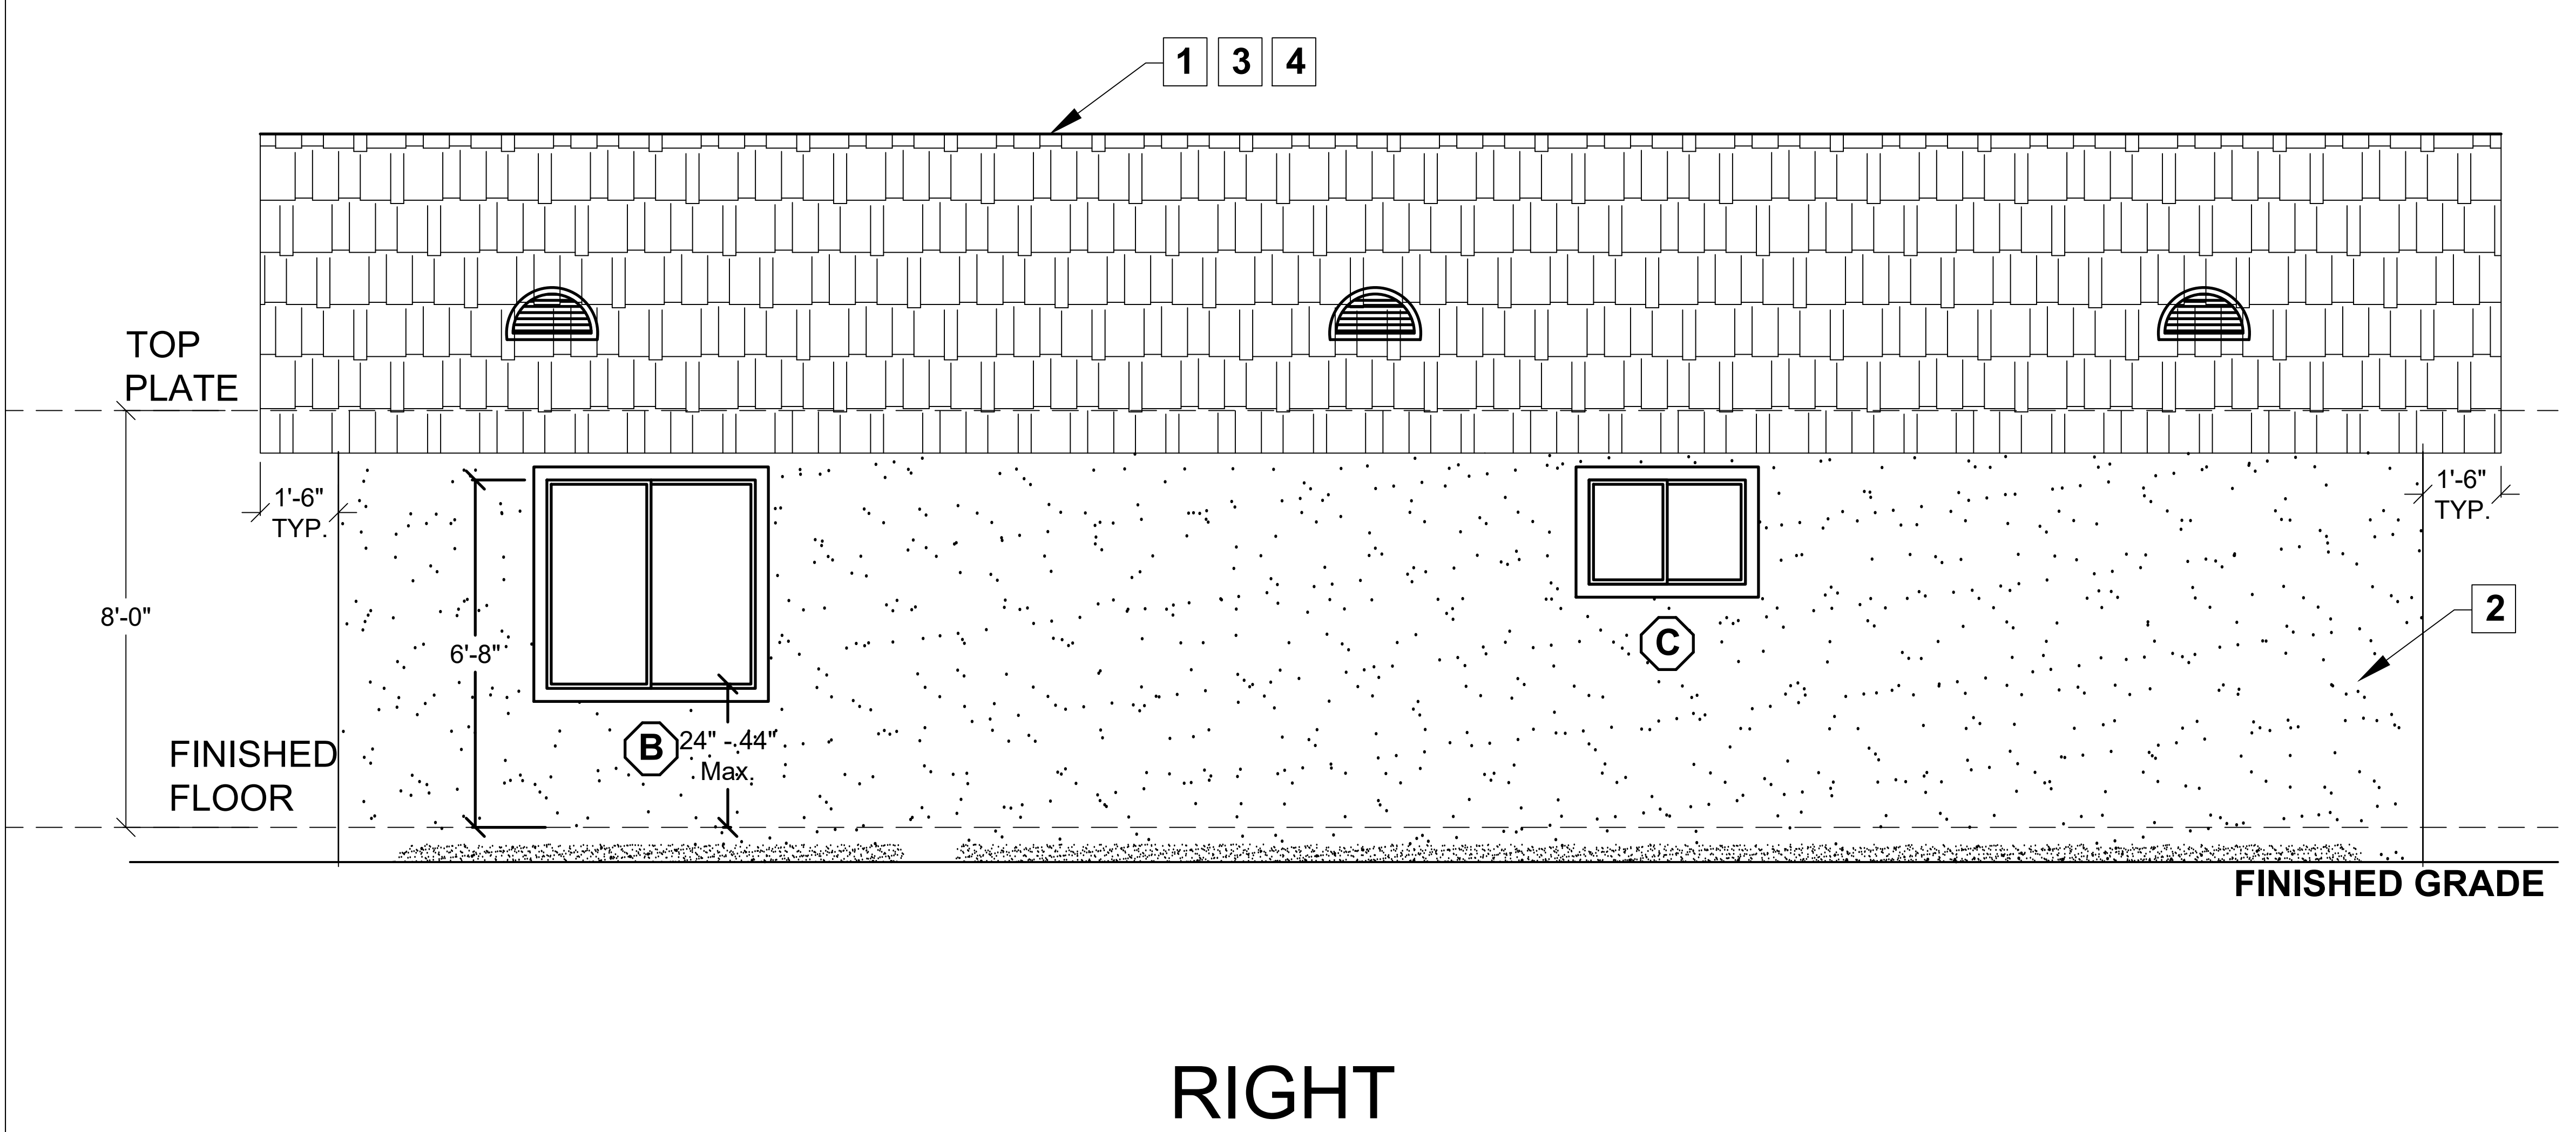 1 3 4
TOP
PLATE
1'-6"
TYP.
1'-6"
TYP.
8'-0"
6'-8"
C
2
B
24" - 44"
Max.
FINISHED
FLOOR
FINISHED GRADE
RIGHT